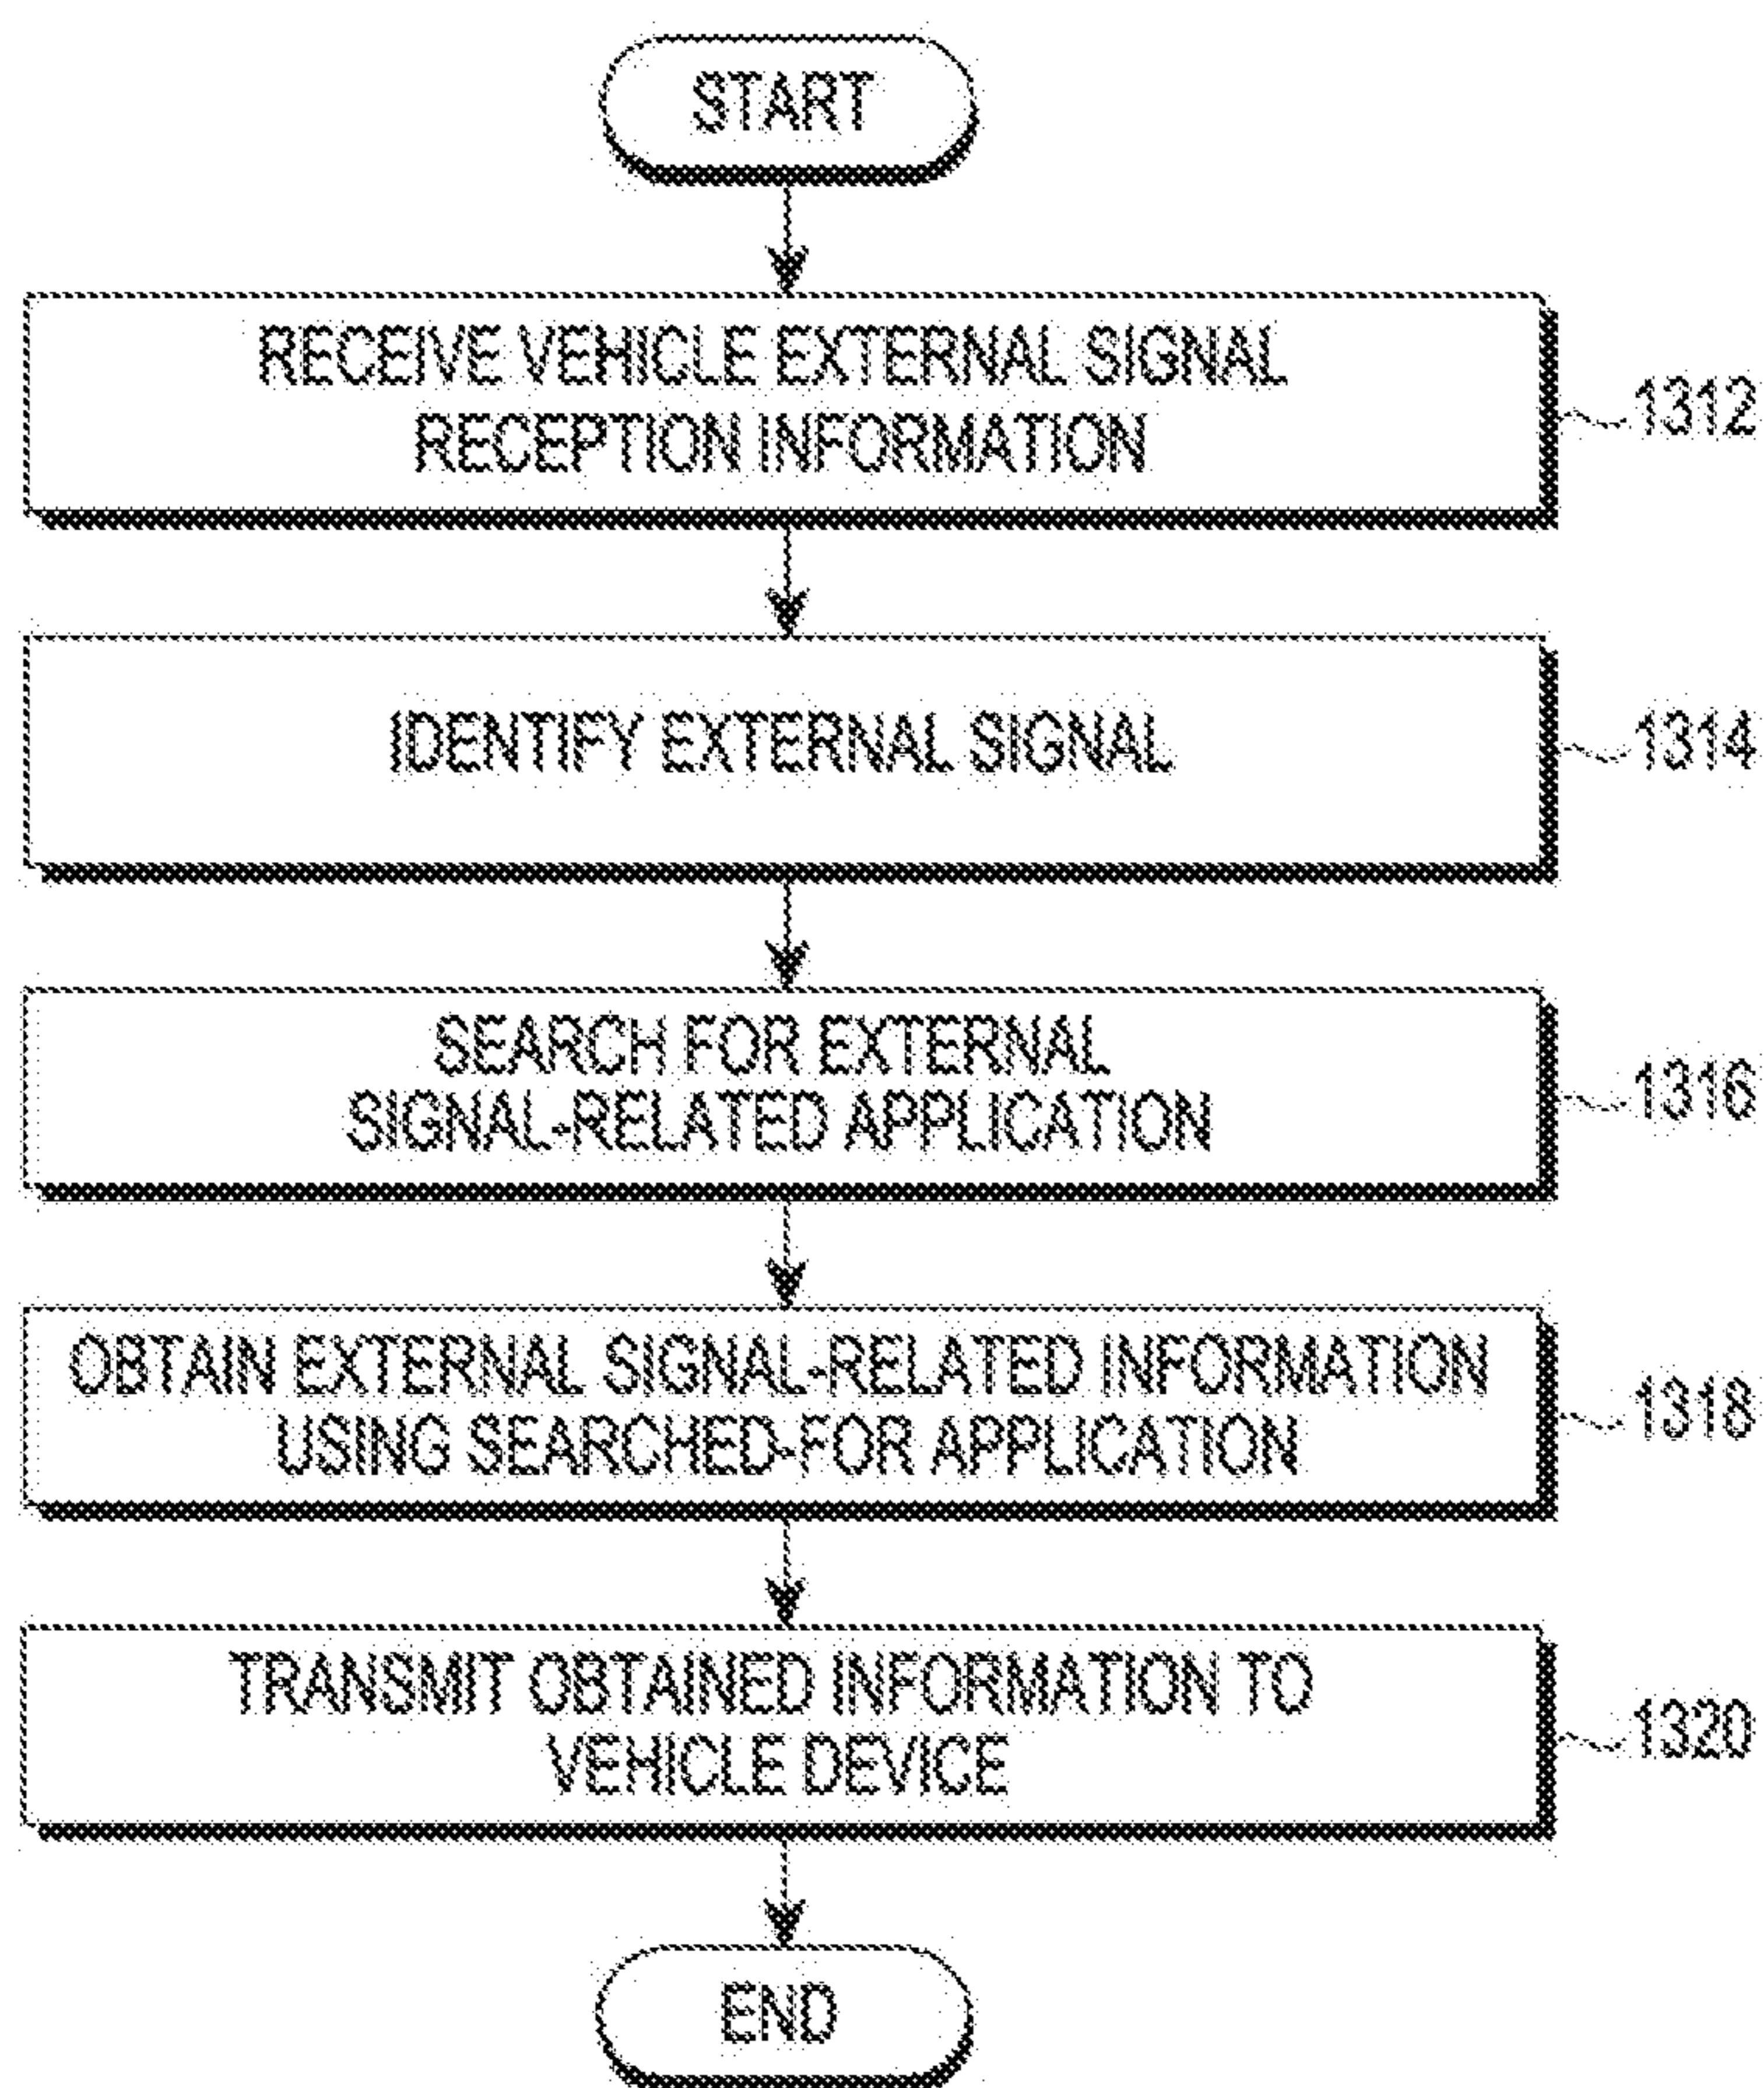 START
RECEIVE VEHICLE EXTERNAL SIGNAL
RECEPTION INFORMATION
1312
IDENTIFY EXTERNAL SIGNAL
1314
SEARCH FOR EXTERNAL
SIGNAL-RELATED APPLICATION
1316
OBTAIN EXTERNAL SIGNAL-RELATED INFORMATION
USING SEARCHED-FOR APPLICATION
1318
TRANSMIT OBTAINED INFORMATION TO
VEHICLE DEVICE
1320
END